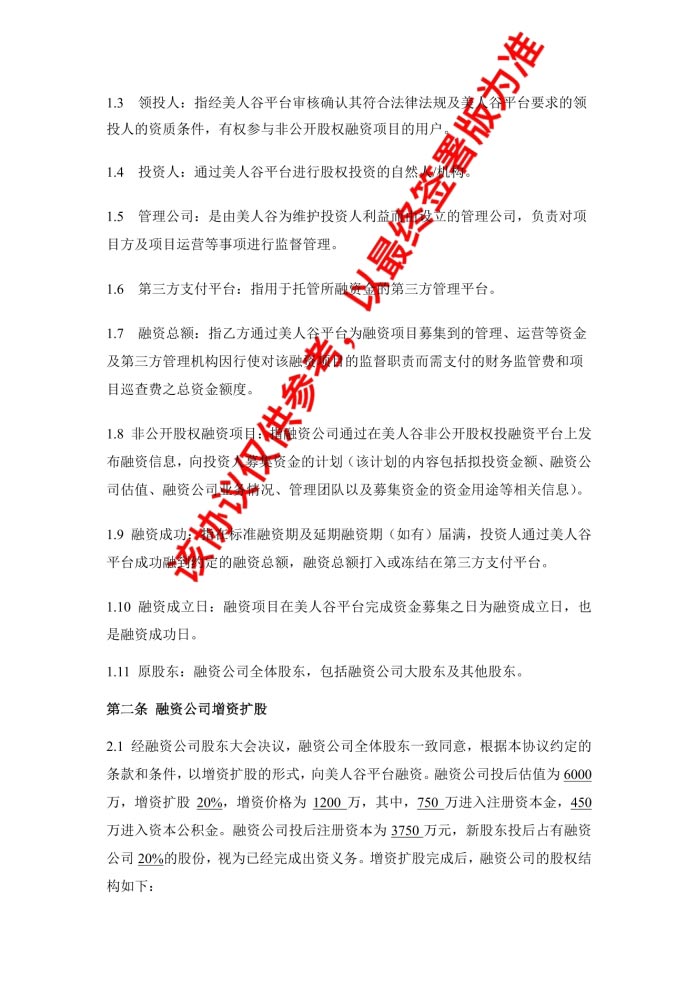 1.3 领投人：指经美人谷平台审核确认其符合法律法规及美人谷平台要求的领
投人的资质条件，有权参与非公开股权融资项目的用户。
1.4 投资人：通过美人谷平台进行股权投资的自然人/机构。
1.5 管理公司：是由美人谷为维护投资人利益而由设立的管理公司，负责对项
目方及项目运营等事项进行监督管理。
1.6 第三方支付平台：指用于托管所融资金的第三方管理平台。
1.7 融资总额：指乙方通过美人谷平台为融资项目募集到的管理、运营等资金
及第三方管理机构因行使对该融资项目的监督职责而需支付的财务监管费和项
目巡查费之总资金额度。
1.8 非公开股权融资项目：指融资公司通过在美人谷非公开股权投融资平台上发
布融资信息，向投资人募集资金的计划（该计划的内容包括拟投资金额、融资公
司估值、融资公司业务情况、管理团队以及募集资金的资金用途等相关信息）。
1.9 融资成功：指在标准融资期及延期融资期（如有）届满，投资人通过美人谷
平台成功融到约定的融资总额，融资总额打入或冻结在第三方支付平台。
1.10 融资成立日：融资项目在美人谷平台完成资金募集之日为融资成立日，也
是融资成功日。
1.11 原股东：融资公司全体股东，包括融资公司大股东及其他股东。
第二条 融资公司增资扩股
2.1 经融资公司股东大会决议，融资公司全体股东一致同意，根据本协议约定的
条款和条件，以增资扩股的形式，向美人谷平台融资。融资公司投后估值为 6000
万，增资扩股 20%，增资价格为 1200 万，其中，750 万进入注册资本金，450
万进入资本公积金。融资公司投后注册资本为 3750 万元，新股东投后占有融资
公司 20%的股份，视为已经完成出资义务。增资扩股完成后，融资公司的股权结
构如下：
该协议仅供参考，以最终签署版为准